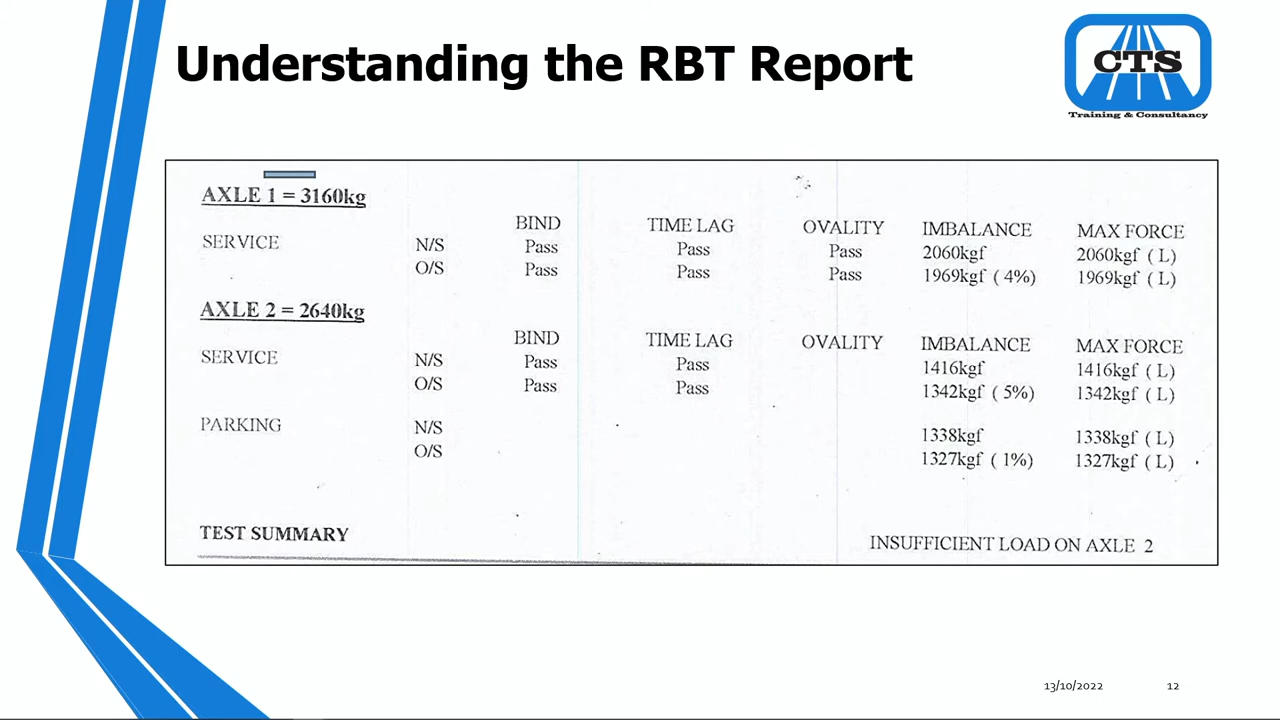 Understanding the RBT Report
CTS
Training & Consultancy
AXLE 1 = 3160kg
BIND TIME LAG OVALITY IMBALANCE MAX FORCE
SERVICE N/S Pass Pass Pass 2060kgf 2060kgf ( L)
O/S Pass Pass Pass 1969kgf ( 4%) 1969kgf ( L)
AXLE 2 = 2640kg
BIND TIME LAG OVALITY IMBALANCE MAX FORCE
SERVICE N/S Pass Pass 1416kgf 1416kgf ( L)
O/S Pass Pass 1342kgf ( 5%) 1342kgf ( L)
PARKING N/S 1338kgf 1338kgf ( L)
O/S 1327kgf ( 1%) 1327kgf ( L)
TEST SUMMARY
INSUFFICIENT LOAD ON AXLE 2
13/10/2022 12